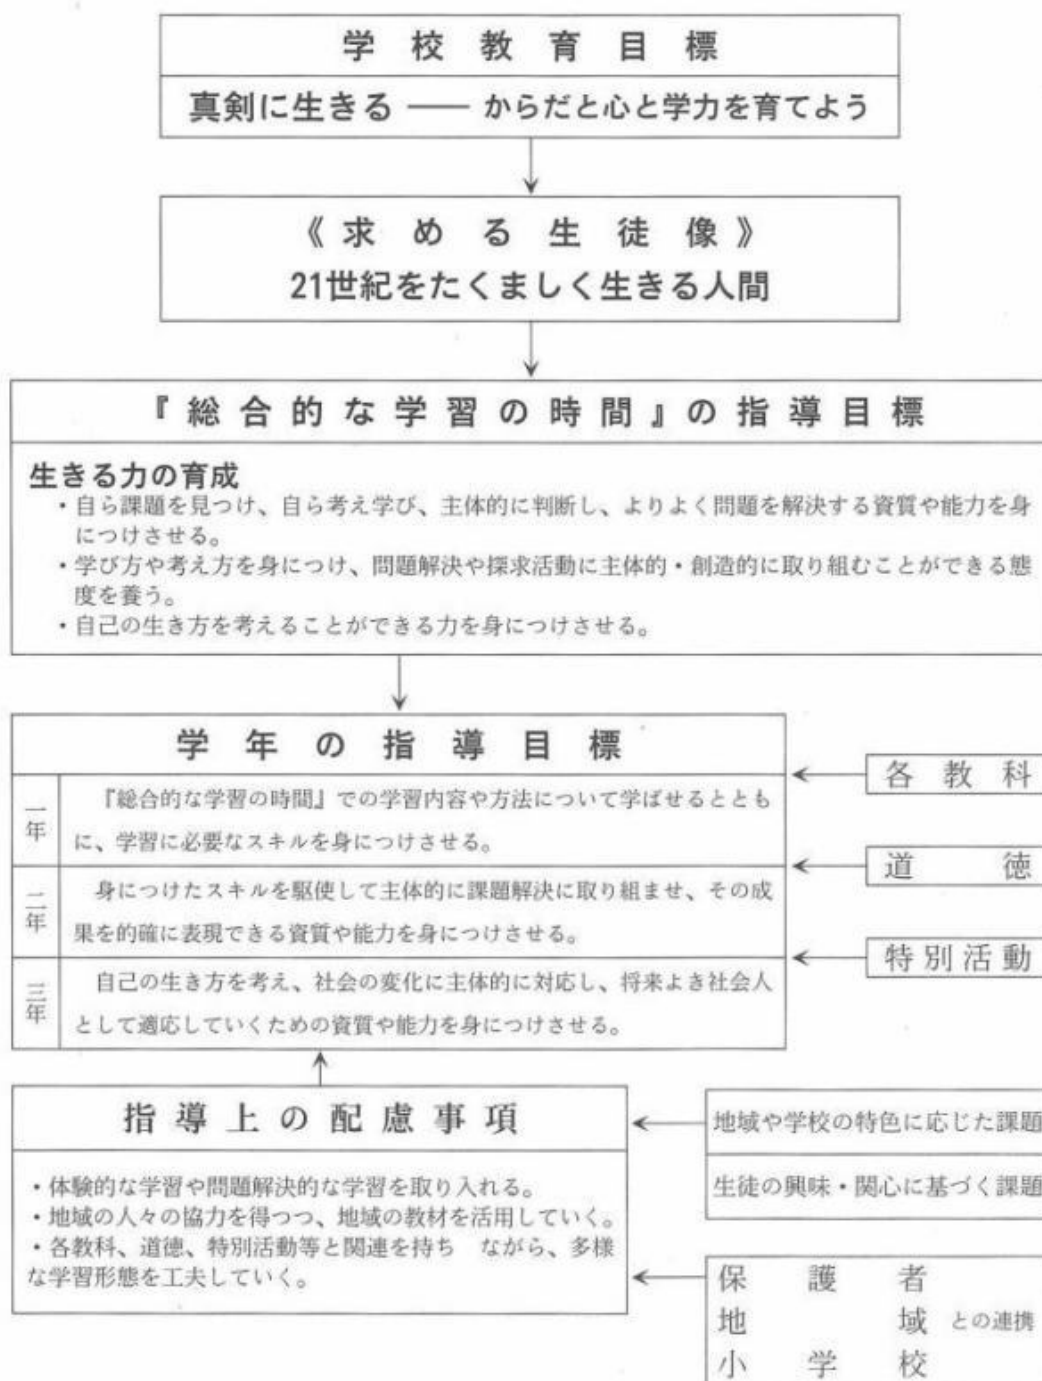 学校教育目標
真剣に生きる ―― からだと心と学力を育てよう
《求める生徒像》
21世紀をたくましく生きる人間
『総合的な学習の時間』の指導目標
生きる力の育成
・自ら課題を見つけ、自ら考え学び、主体的に判断し、よりよく問題を解決する資質や能力を身
につけさせる。
・学び方や考え方を身につけ、問題解決や探求活動に主体的・創造的に取り組むことができる態
度を養う。
・自己の生き方を考えることができる力を身につけさせる。
学年の指導目標
一年
『総合的な学習の時間』での学習内容や方法について学ばせるととも
に、学習に必要なスキルを身につけさせる。
二年
身につけたスキルを駆使して主体的に課題解決に取り組ませ、その成
果を的確に表現できる資質や能力を身につけさせる。
三年
自己の生き方を考え、社会の変化に主体的に対応し、将来よき社会人
として適応していくための資質や能力を身につけさせる。
各教科
道徳
特別活動
指導上の配慮事項
・体験的な学習や問題解決的な学習を取り入れる。
・地域の人々の協力を得つつ、地域の教材を活用していく。
・各教科、道徳、特別活動等と関連を持ち　ながら、多様
な学習形態を工夫していく。
地域や学校の特色に応じた課題
生徒の興味・関心に基づく課題
保護者
地域 との連携
小学校